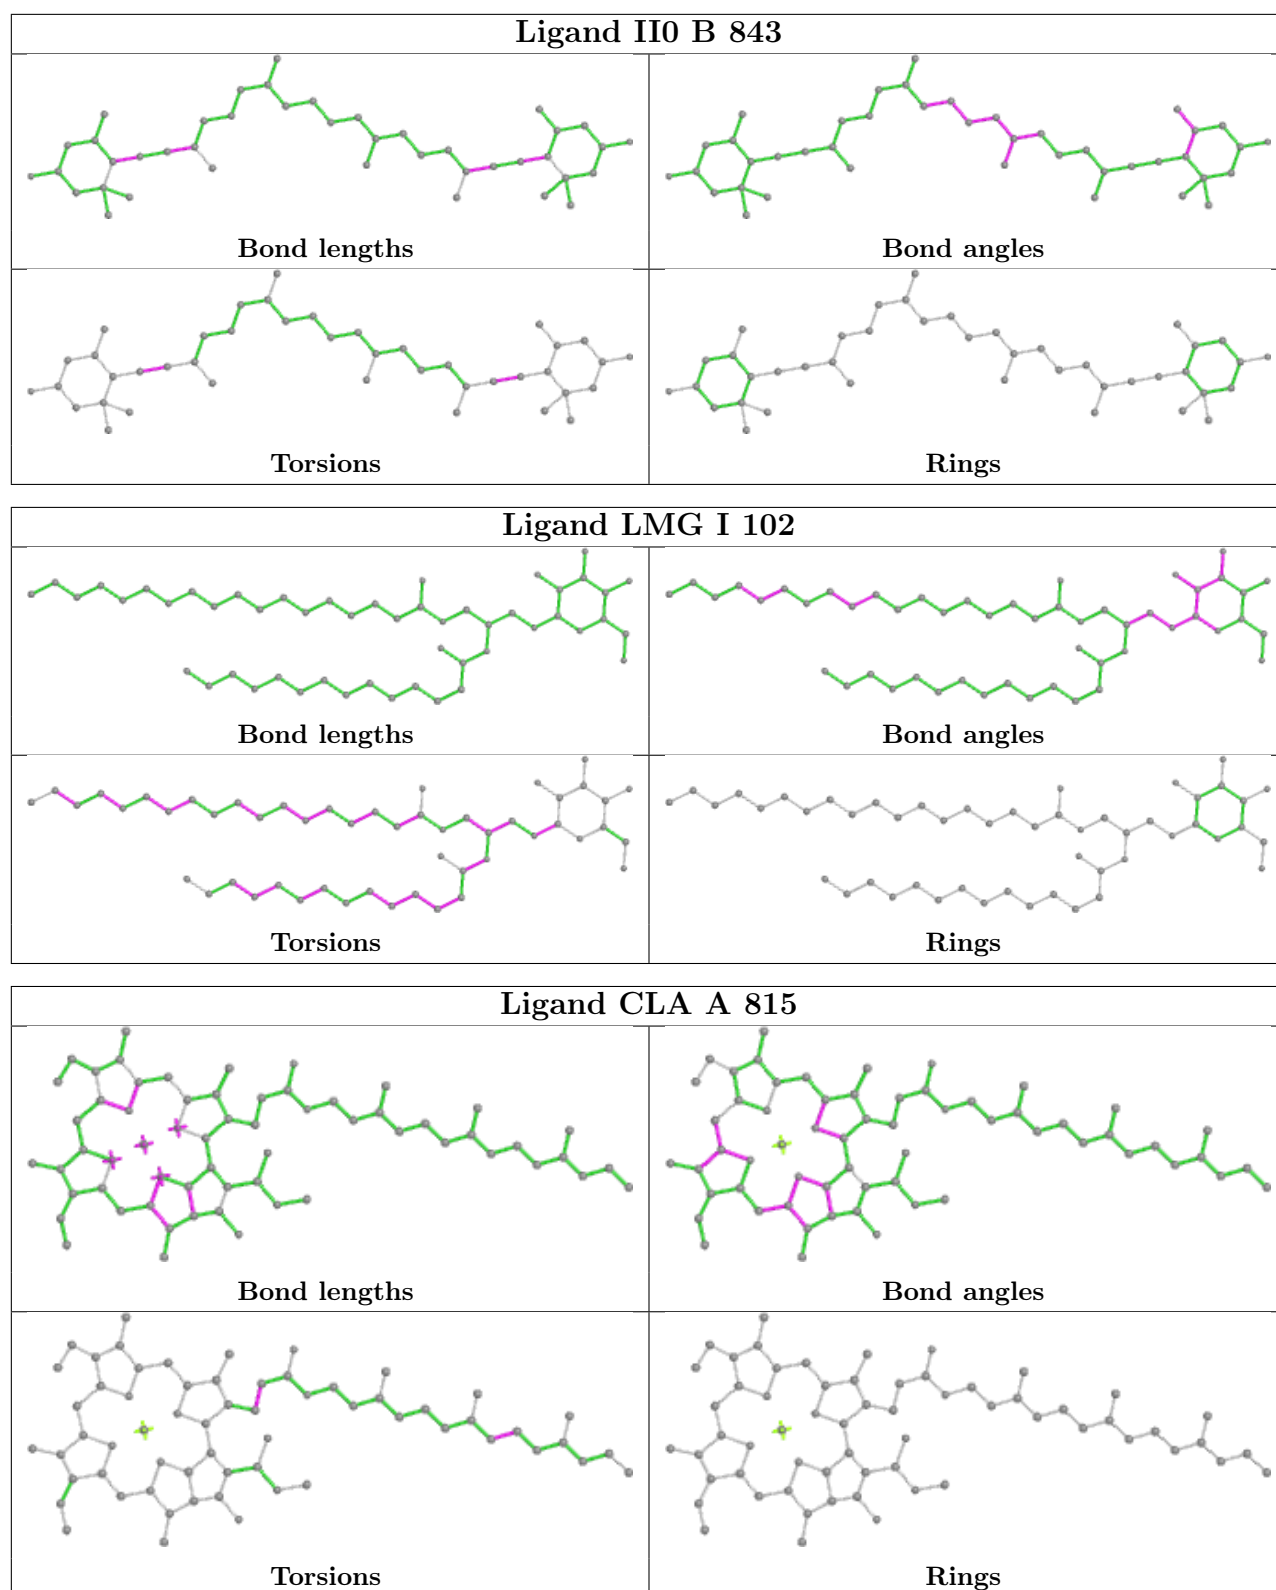 Ligand II0 B 843
Bond lengths
Bond angles
Torsions
Rings
Ligand LMG I 102
Bond lengths
Bond angles
Torsions
Rings
Ligand CLA A 815
Bond lengths
Bond angles
Torsions
Rings